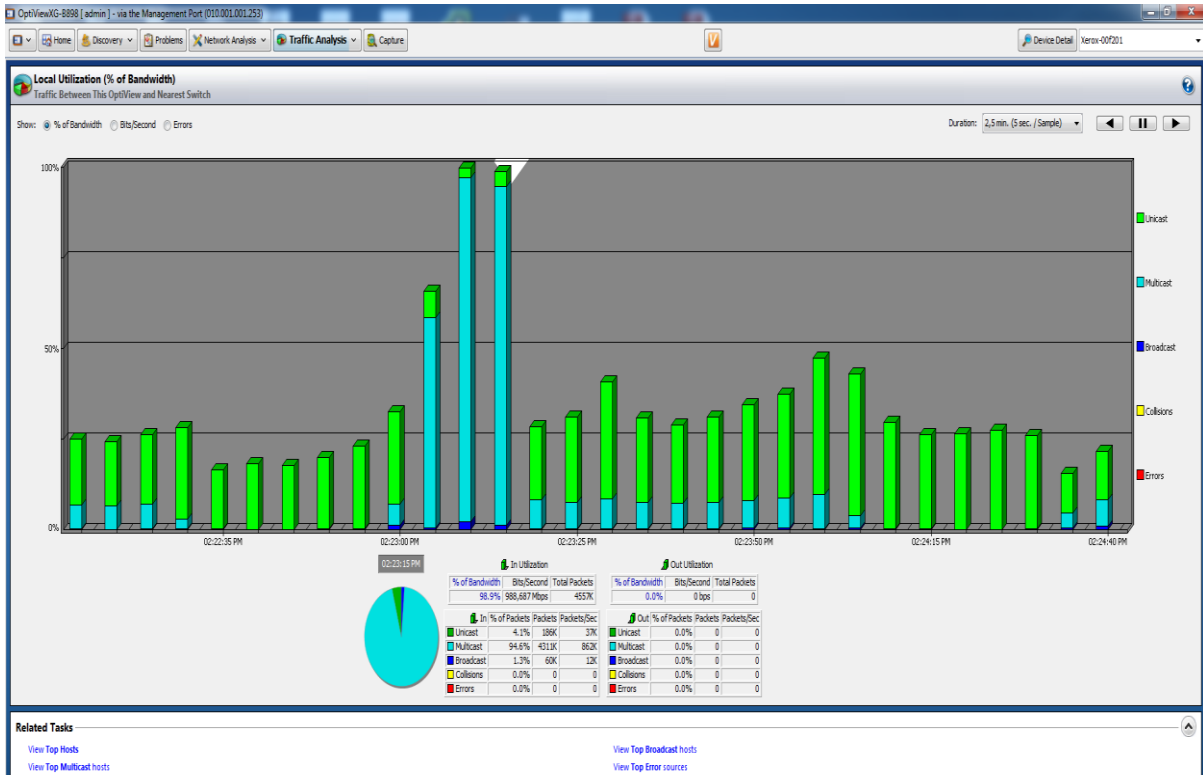 OptiViewXG-B898 [ admin ] - via the Management Port (010.001.001.253)
Home Discovery Problems Network Analysis Traffic Analysis Capture Device Detail Xerox-00f201
Local Utilization (% of Bandwidth)
Traffic Between This OptiView and Nearest Switch
Show: % of Bandwidth Bits/Second Errors Duration: 2,5 min. (5 sec. / Sample)
100%
Unicast
Multicast
Broadcast
50%
Collisions
Errors
0%
02:22:35 PM 02:23:00 PM 02:23:25 PM 02:23:50 PM 02:24:15 PM 02:24:40 PM
02:23:15 PM
In Utilization Out Utilization
% of Bandwidth Bits/Second Total Packets % of Bandwidth Bits/Second Total Packets
98.9% 988,687 Mbps 4557K 0.0% 0 bps 0
In % of Packets Packets Packets/Sec Out % of Packets Packets Packets/Sec
Unicast 4.1% 186K 37K Unicast 0.0% 0 0
Multicast 94.6% 4311K 862K Multicast 0.0% 0 0
Broadcast 1.3% 60K 12K Broadcast 0.0% 0 0
Collisions 0.0% 0 0 Collisions 0.0% 0 0
Errors 0.0% 0 0 Errors 0.0% 0 0
Related Tasks
View Top Hosts View Top Broadcast hosts
View Top Multicast hosts View Top Error sources